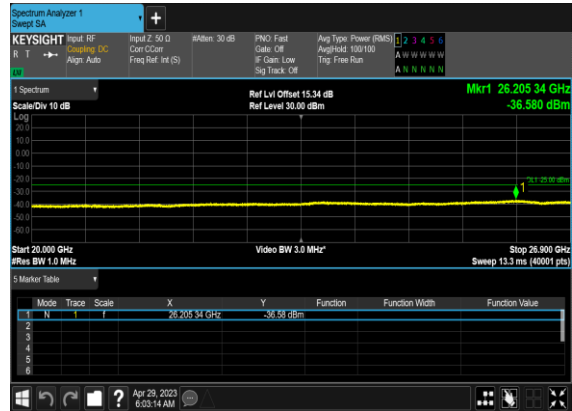 Spectrum Analyzer 1
Swept SA
+
KEYSIGHT Input: RF Input Z: 50 Ω #Atten: 30 dB PNO: Fast Avg Type: Power (RMS) 1 2 3 4 5 6
R T Coupling: DC Corr CCorr Gate: Off Avg|Hold: 100/100 A W W W W W
Align: Auto Freq Ref: Int (S) IF Gain: Low Trig: Free Run
Sig Track: Off A N N N N N
1 Spectrum Ref Lvl Offset 15.34 dB Mkr1 26.205 34 GHz
Scale/Div 10 dB Ref Level 30.00 dBm -36.580 dBm
Log
20.0
10.0
0.00
-10.0
-20.0
DL1 -25.00 dBm
-30.0
1
-40.0
-50.0
-60.0
Start 20.000 GHz Video BW 3.0 MHz* Stop 26.900 GHz
#Res BW 1.0 MHz Sweep 13.3 ms (40001 pts)
5 Marker Table
Mode Trace Scale X Y Function Function Width Function Value
1 N 1 f 26.205 34 GHz -36.58 dBm
2
3
4
5
6
? Apr 29, 2023
6:03:14 AM